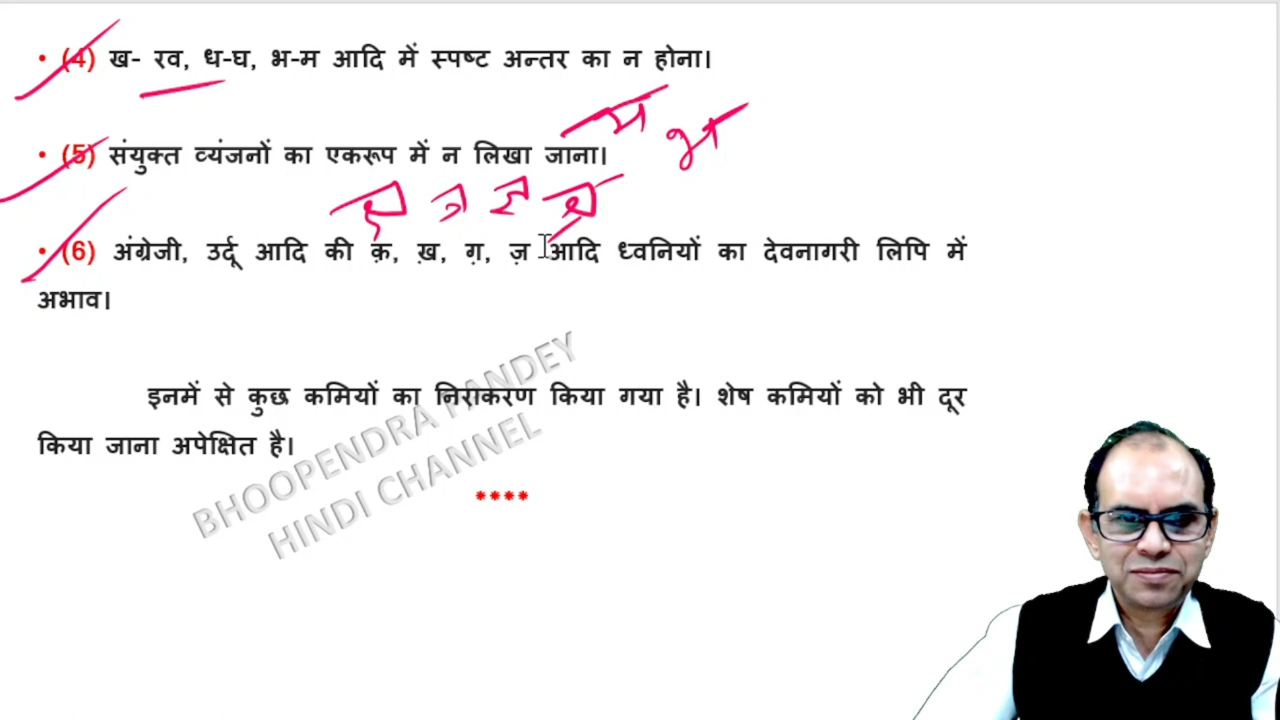 • (4) ख- रव, ध-घ, भ-म आदि में स्पष्ट अन्तर का न होना।
म भ
• (5) संयुक्त व्यंजनों का एकरूप में न लिखा जाना।
• (6) अंग्रेजी, उर्दू आदि की क़, ख़, ग़, ज़ आदि ध्वनियों का देवनागरी लिपि में
अभाव।
इनमें से कुछ कमियों का निराकरण किया गया है। शेष कमियों को भी दूर
किया जाना अपेक्षित है।
BHOOPENDRA PANDEY
HINDI CHANNEL
****